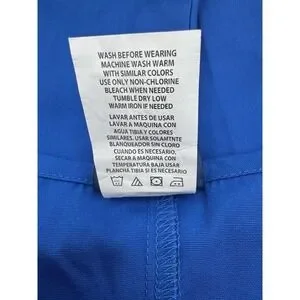 WASH BEFORE WEARING
MACHINE WASH WARM
WITH SIMILAR COLORS
USE ONLY NON-CHLORINE
BLEACH WHEN NEEDED
TUMBLE DRY LOW
WARM IRON IF NEEDED
LAVAR ANTES DE USAR
LAVAR A MAQUINA CON
AGUA TIBIA Y COLORES
SIMILARES. USAR SOLAMENTE
BLANQUEADOR SIN CLORO
CUANDO ES NECESARIO,
SECAR A MAQUINA EN
TEMPERATURA BAJA USAR
PLANCHA TIBIA SI ES NECESARIO